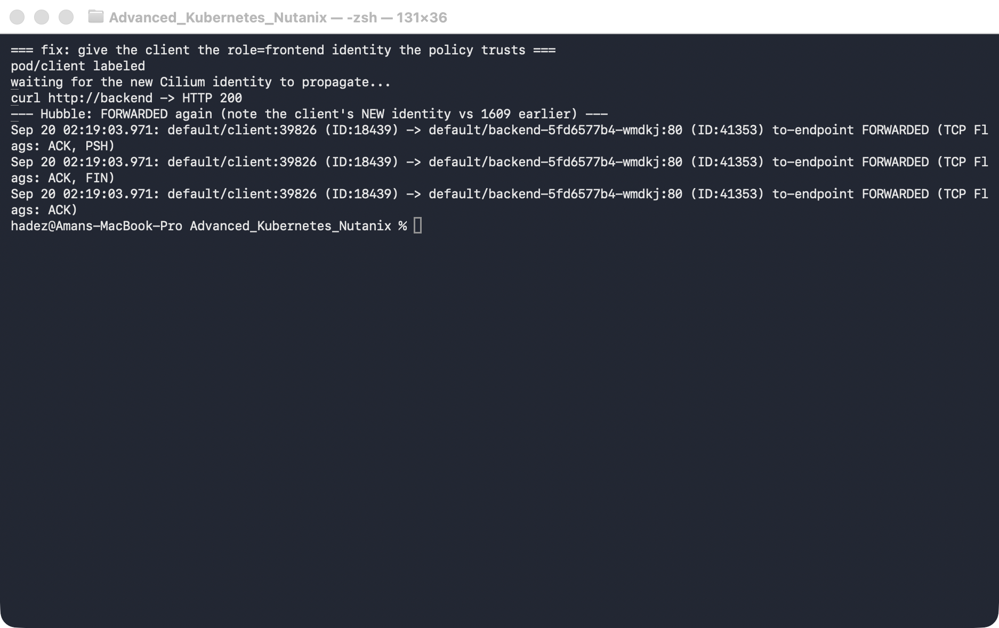 Advanced_Kubernetes_Nutanix — -zsh — 131×36
=== fix: give the client the role=frontend identity the policy trusts ===
pod/client labeled
waiting for the new Cilium identity to propagate...
curl http://backend -> HTTP 200
--- Hubble: FORWARDED again (note the client's NEW identity vs 1609 earlier) ---
Sep 20 02:19:03.971: default/client:39826 (ID:18439) -> default/backend-5fd6577b4-wmdkj:80 (ID:41353) to-endpoint FORWARDED (TCP Fl
ags: ACK, PSH)
Sep 20 02:19:03.971: default/client:39826 (ID:18439) -> default/backend-5fd6577b4-wmdkj:80 (ID:41353) to-endpoint FORWARDED (TCP Fl
ags: ACK, FIN)
Sep 20 02:19:03.971: default/client:39826 (ID:18439) -> default/backend-5fd6577b4-wmdkj:80 (ID:41353) to-endpoint FORWARDED (TCP Fl
ags: ACK)
hadez@Amans-MacBook-Pro Advanced_Kubernetes_Nutanix %